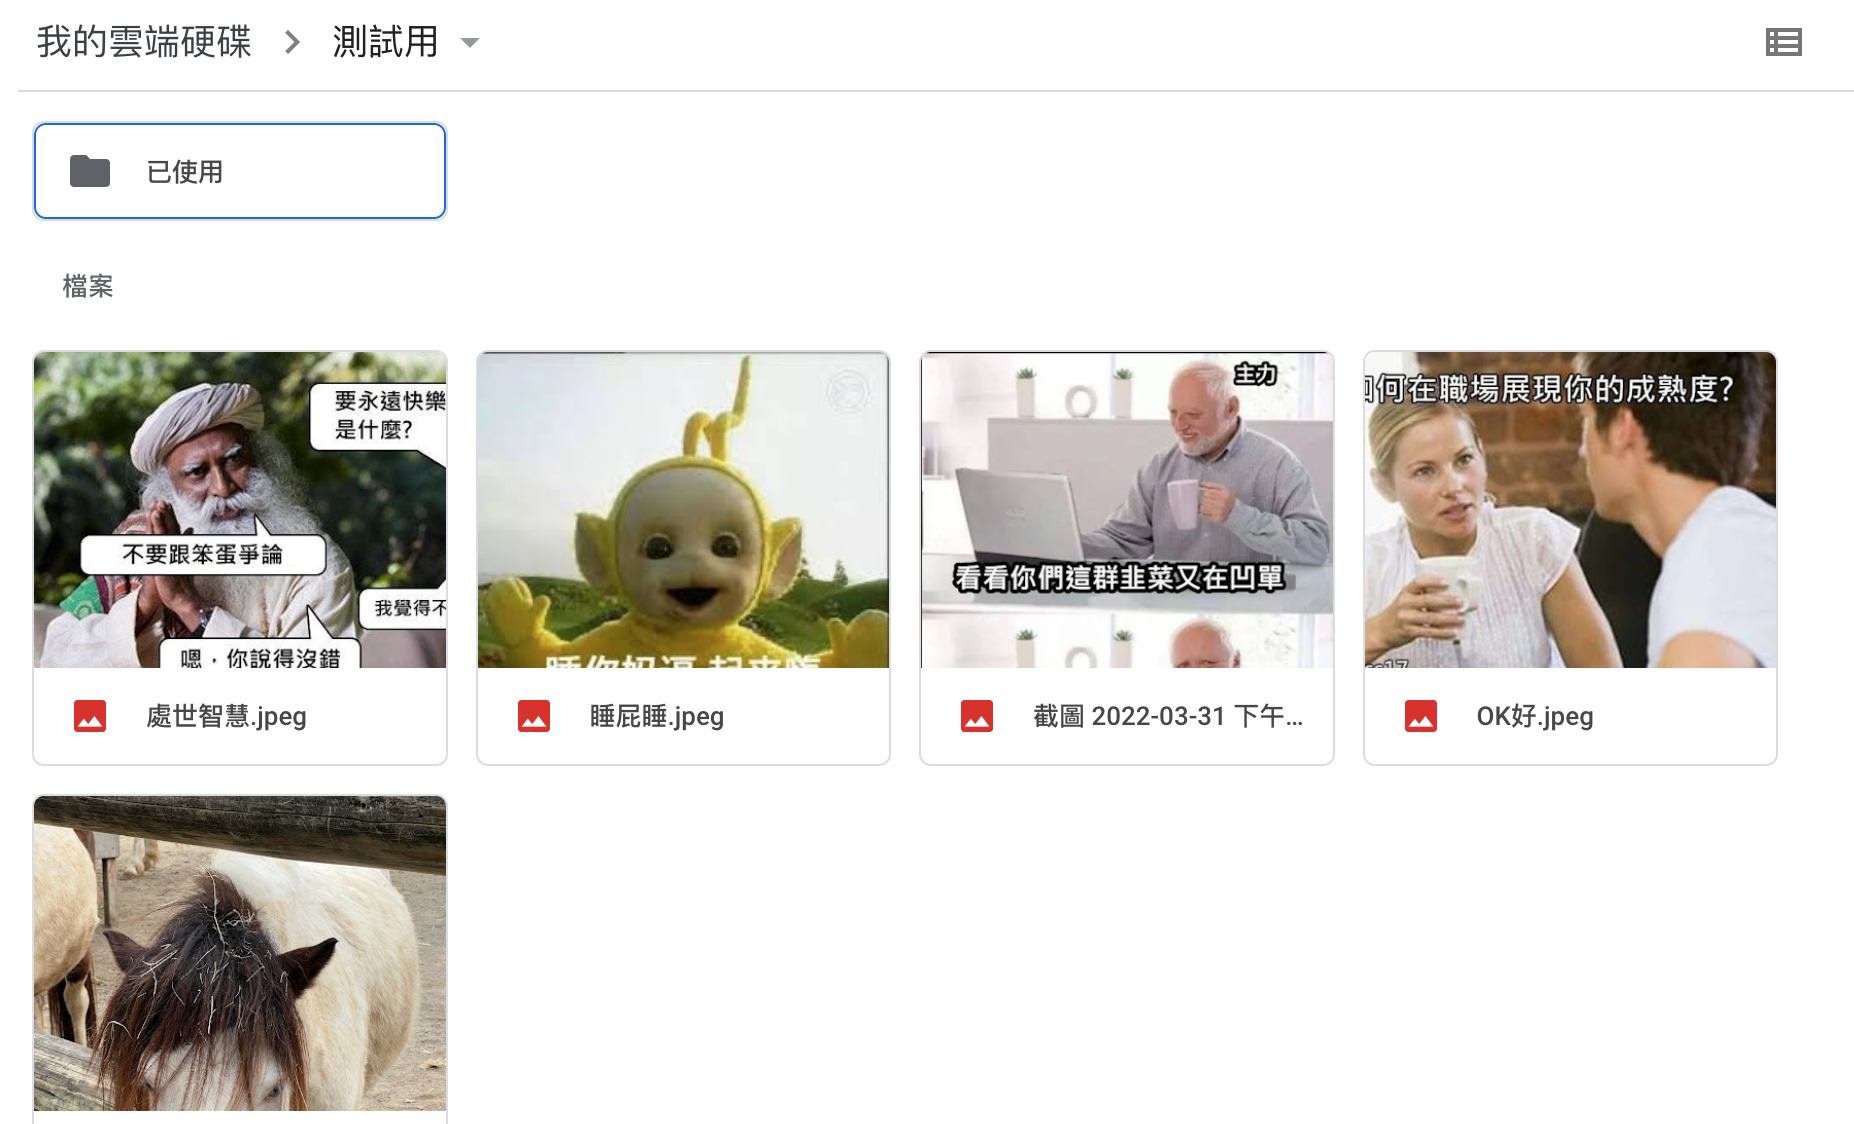 我的雲端硬碟 測試用
已使用
檔案
要永遠快樂
是什麼?
不要跟笨蛋爭論
我覺得不
嗯，你說得沒錯
處世智慧.jpeg
睡屁睡.jpeg
主力
看看你們這群韭菜又在凹單
截圖 2022-03-31 下午...
如何在職場展現你的成熟度?
OK好.jpeg